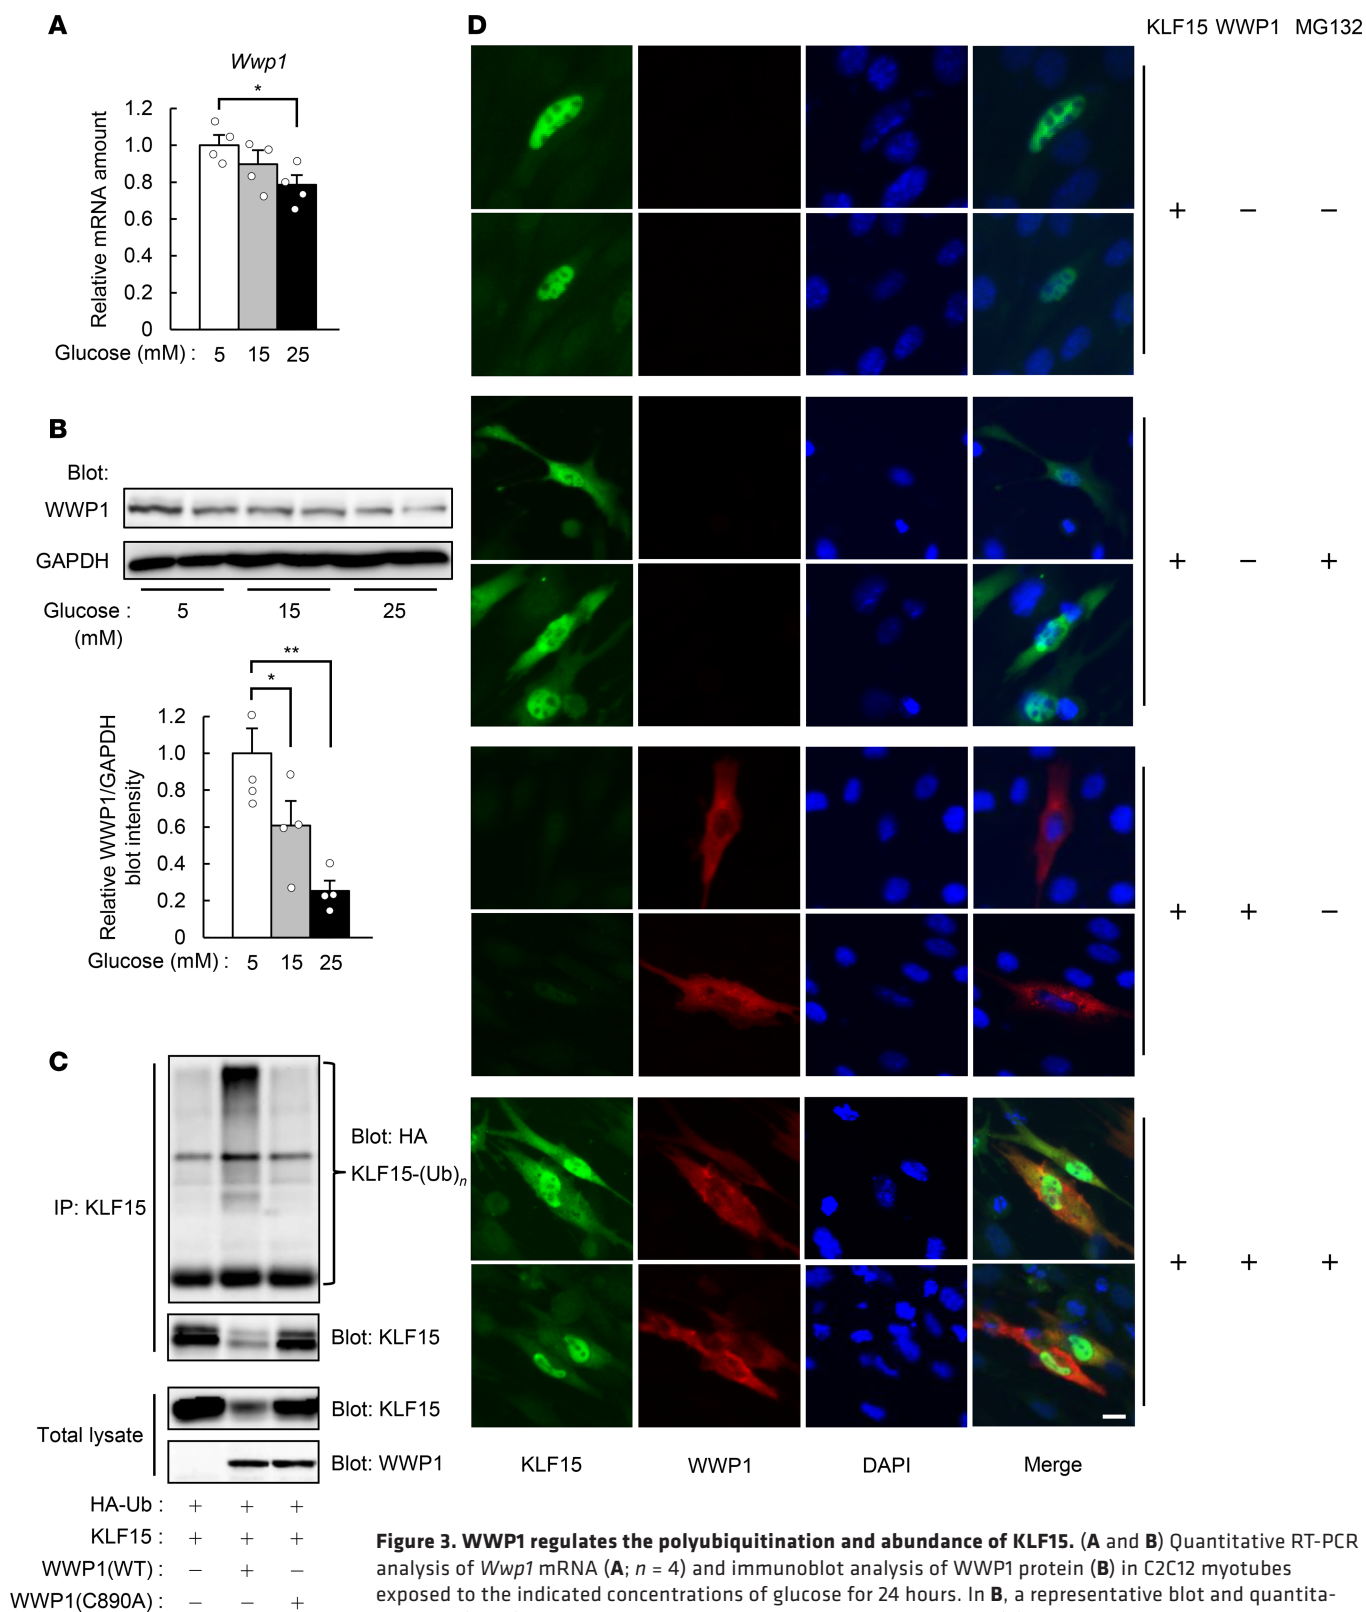 A
Wwp1
*
Relative mRNA amount
1.2
1.0
0.8
0.6
0.4
0.2
0
Glucose (mM) : 5 15 25
B
Blot:
WWP1
GAPDH
Glucose : 5 15 25
(mM)
**
*
Relative WWP1/GAPDH
blot intensity
1.2
1.0
0.8
0.6
0.4
0.2
0
Glucose (mM) : 5 15 25
C
IP: KLF15
Blot: HA
KLF15-(Ub)n
Blot: KLF15
Total lysate
Blot: KLF15
Blot: WWP1
HA-Ub : + + +
KLF15 : + + +
WWP1(WT) : − + −
WWP1(C890A) : − − +
D
KLF15 WWP1 MG132
+ − −
+ − +
+ + −
+ + +
KLF15 WWP1 DAPI Merge
Figure 3. WWP1 regulates the polyubiquitination and abundance of KLF15. (A and B) Quantitative RT-PCR
analysis of Wwp1 mRNA (A; n = 4) and immunoblot analysis of WWP1 protein (B) in C2C12 myotubes
exposed to the indicated concentrations of glucose for 24 hours. In B, a representative blot and quantita-